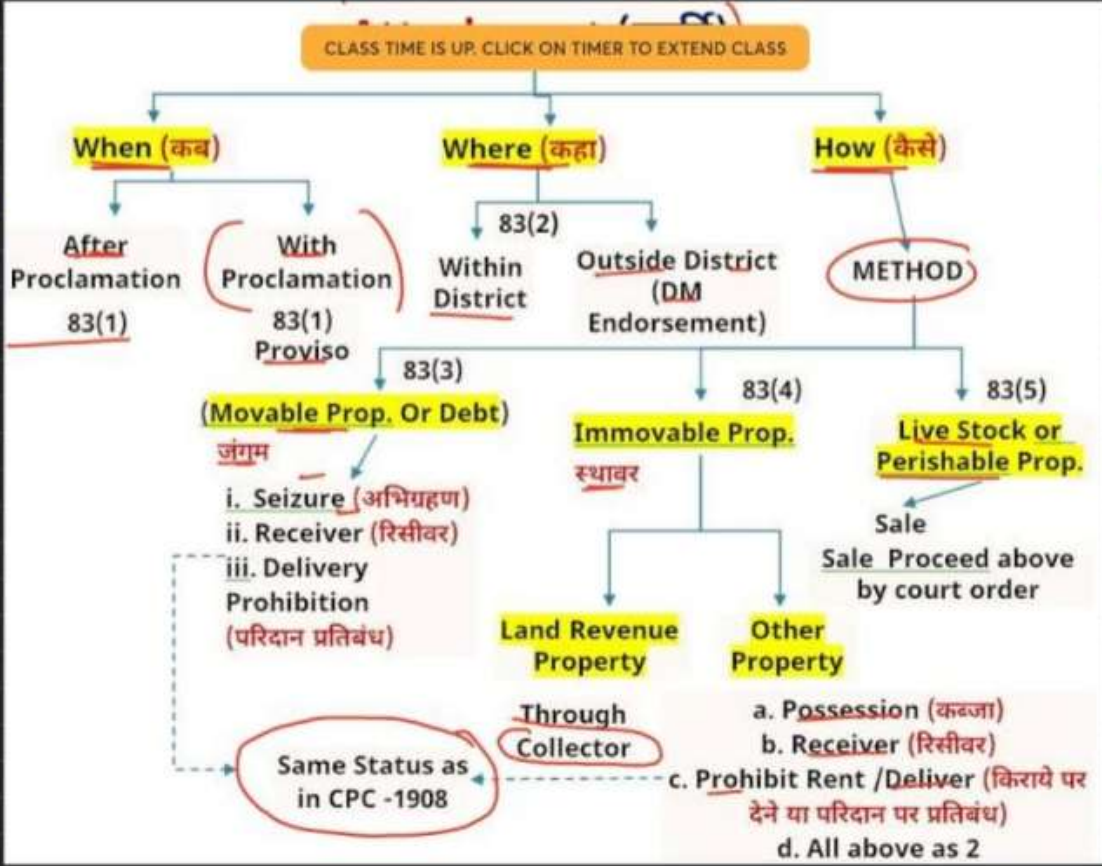 CLASS TIME IS UP. CLICK ON TIMER TO EXTEND CLASS
When (कब)
Where (कहा)
How (कैसे)
After
Proclamation
83(1)
With
Proclamation
83(1)
Proviso
83(2)
Within
District
Outside District
(DM
Endorsement)
METHOD
83(3)
(Movable Prop. Or Debt)
जंगम
i. Seizure (अभिग्रहण)
ii. Receiver (रिसीवर)
iii. Delivery
Prohibition
(परिदान प्रतिबंध)
83(4)
Immovable Prop.
स्थावर
83(5)
Live Stock or
Perishable Prop.
Sale
Sale Proceed above
by court order
Land Revenue
Property
Through
Collector
Other
Property
a. Possession (कब्जा)
b. Receiver (रिसीवर)
c. Prohibit Rent /Deliver (किराये पर
देने या परिदान पर प्रतिबंध)
d. All above as 2
Same Status as
in CPC -1908